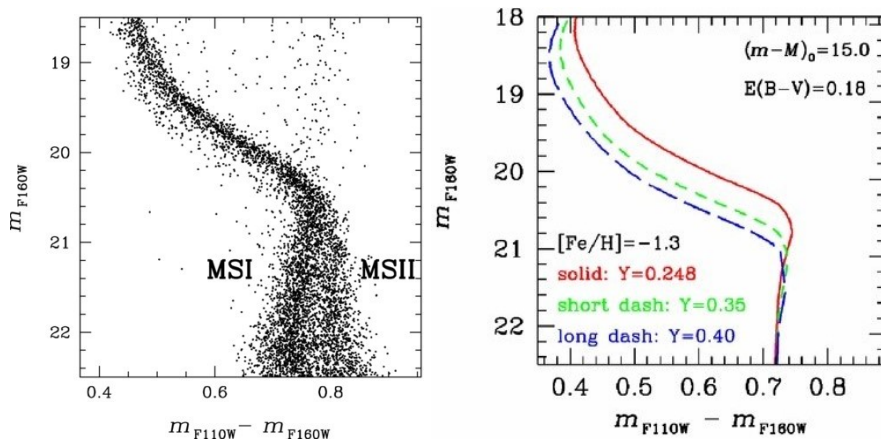 19
20
21
22
m_F160W
MSI
MSII
0.4
0.6
0.8
m_F110W − m_F160W
18
19
20
21
22
m_F160W
(m−M)₀=15.0
E(B−V)=0.18
[Fe/H]=−1.3
solid: Y=0.248
short dash: Y=0.35
long dash: Y=0.40
0.4
0.5
0.6
0.7
0.8
m_F110W − m_F160W